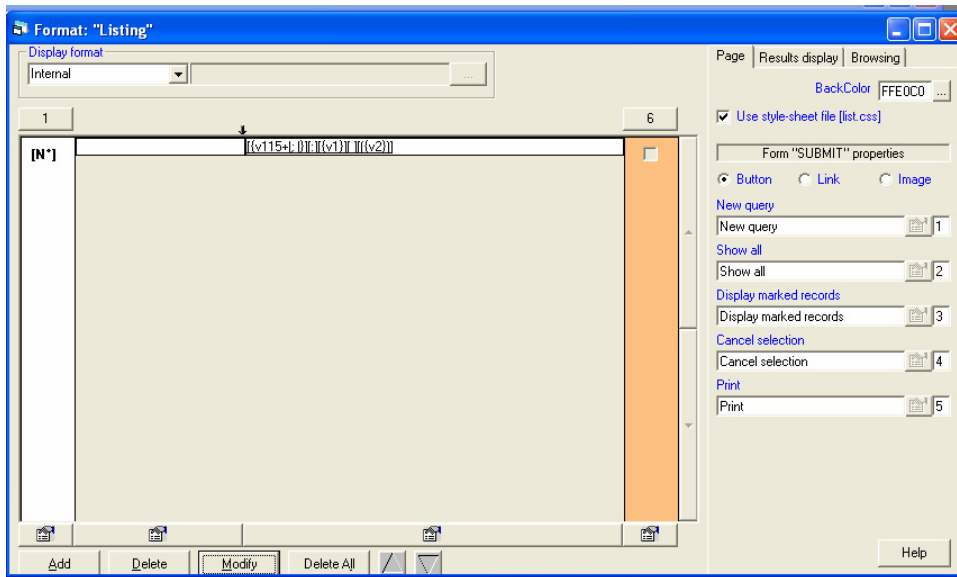 Format: "Listing"
Display format
Internal
...
1
6
[N°]
[{v115+|; |}][:][{v1}][ ][({v2})]
Add
Delete
Modify
Delete All
Page
Results display
Browsing
BackColor
FFE0C0
...
Use style-sheet file [list.css]
Form "SUBMIT" properties
Button
Link
Image
New query
New query
1
Show all
Show all
2
Display marked records
Display marked records
3
Cancel selection
Cancel selection
4
Print
Print
5
Help